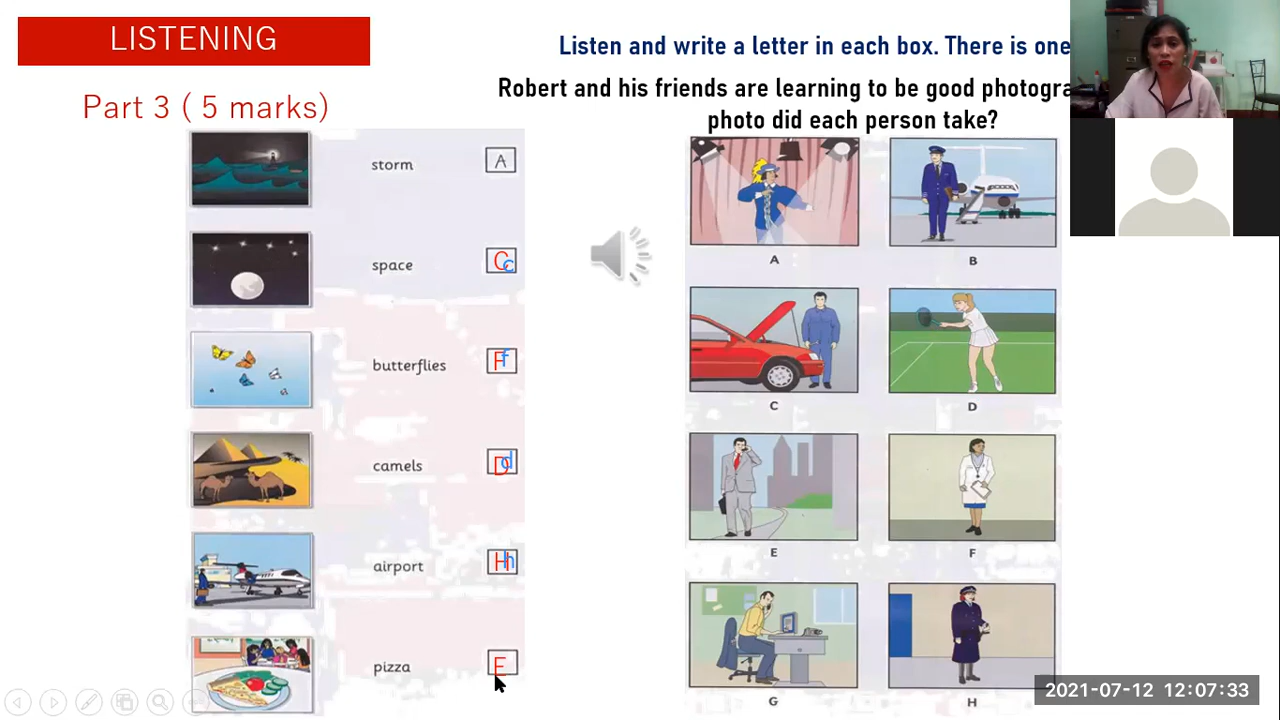 LISTENING
Listen and write a letter in each box. There is one
Robert and his friends are learning to be good photogra
photo did each person take?
Part 3 ( 5 marks)
storm A
space C c
butterflies F f
camels D d
airport H h
pizza E
A B
C D
E F
G H
2021-07-12 12:07:33